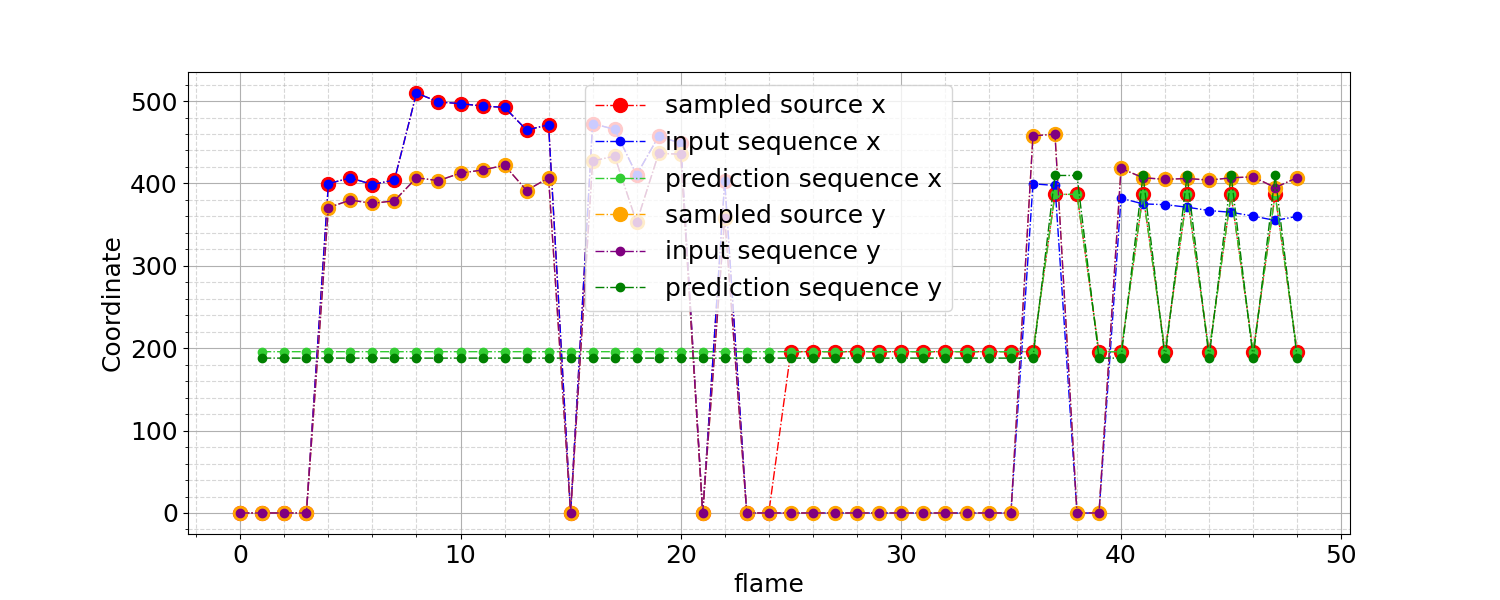 500
400
300
200
100
0
Coordinate
sampled source x
input sequence x
prediction sequence x
sampled source y
input sequence y
prediction sequence y
0 10 20 30 40 50
flame